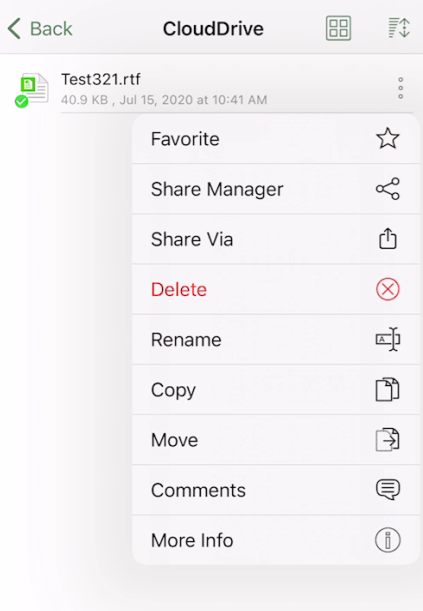 Back
CloudDrive
Test321.rtf
40.9 KB , Jul 15, 2020 at 10:41 AM
Favorite
Share Manager
Share Via
Delete
Rename
Copy
Move
Comments
More Info